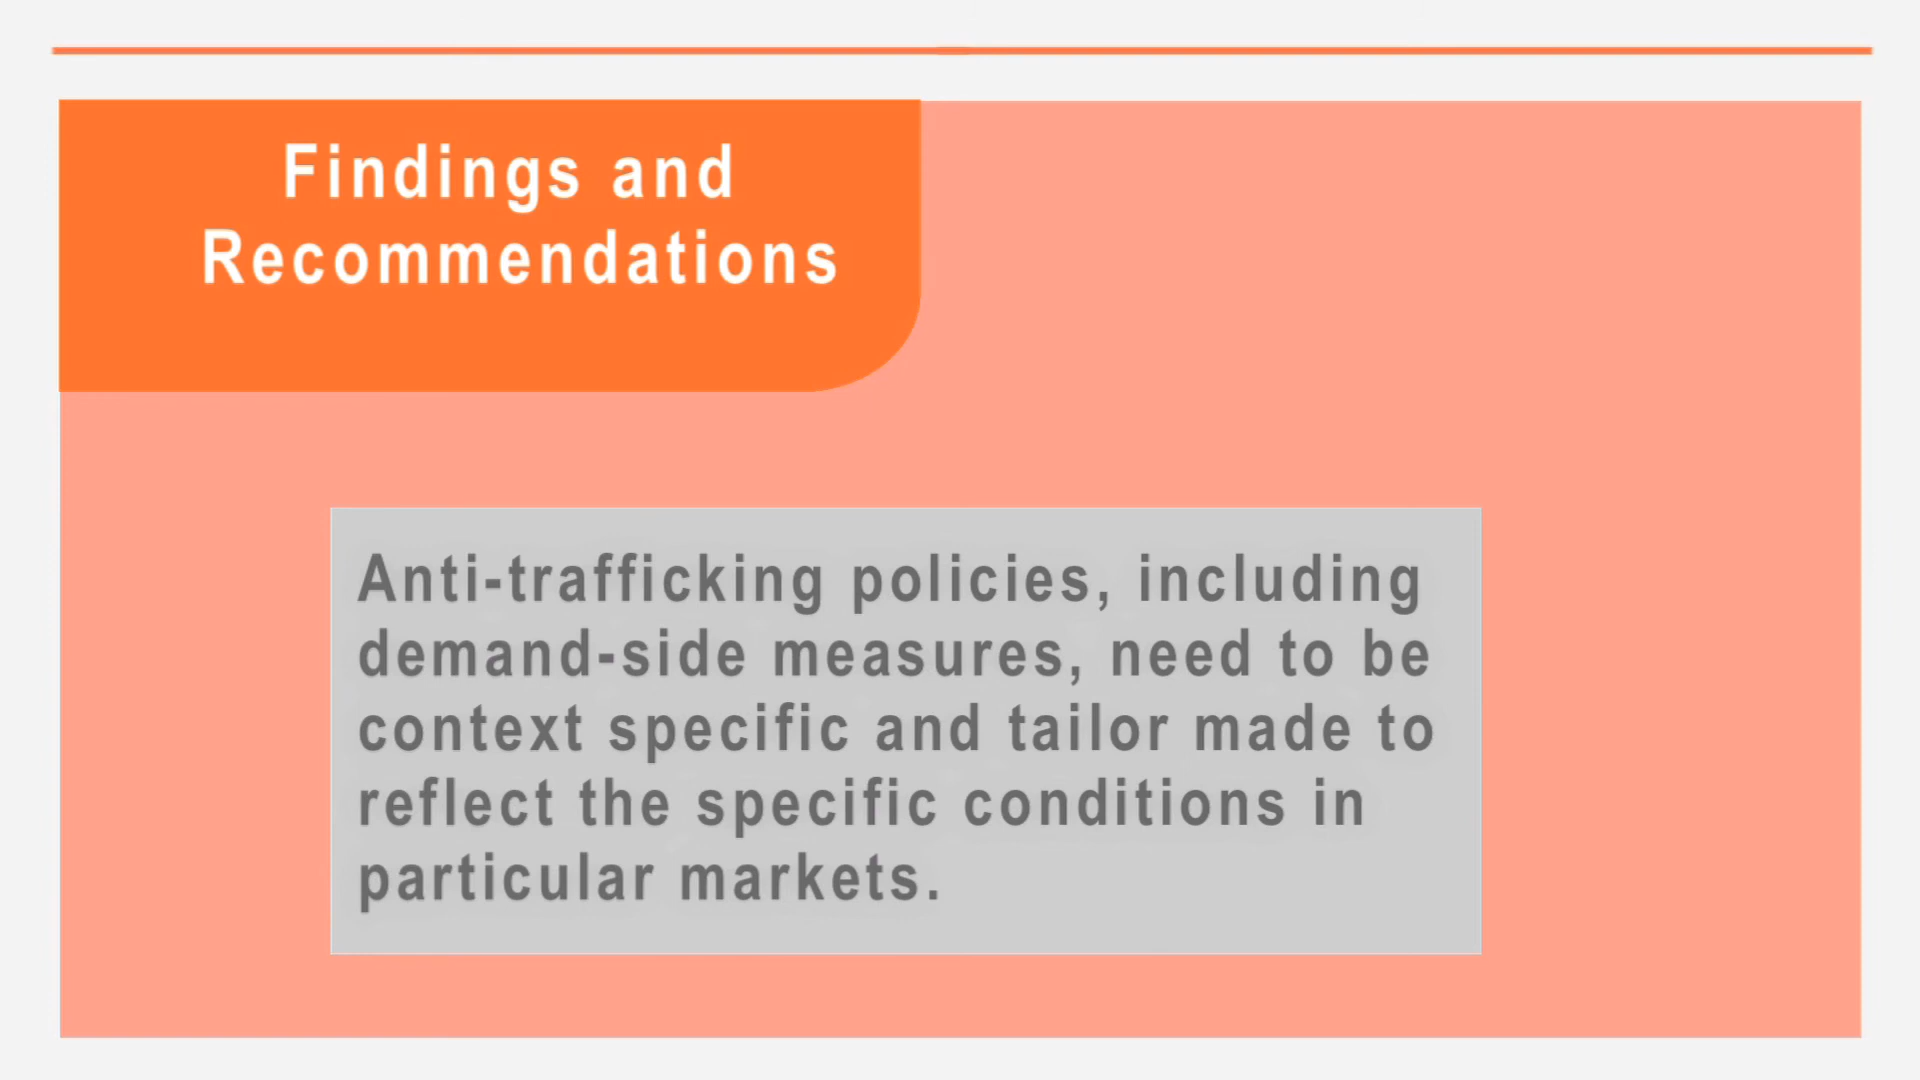 Findings and
Recommendations
Anti-trafficking policies, including
demand-side measures, need to be
context specific and tailor made to
reflect the specific conditions in
particular markets.